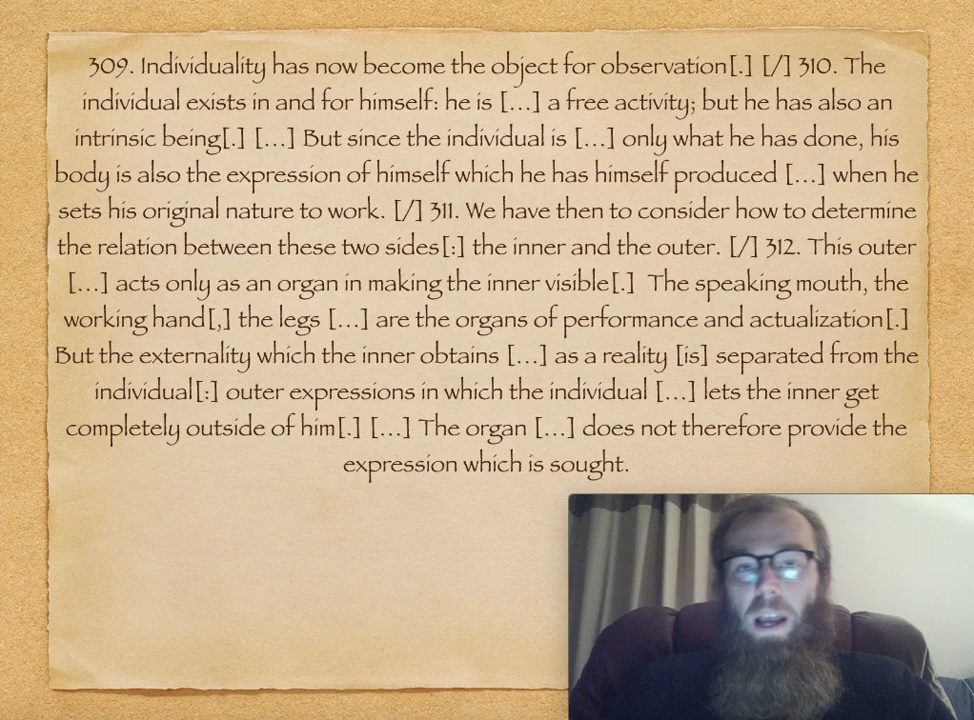 309. Individuality has now become the object for observation[.] [/] 310. The
individual exists in and for himself: he is [...] a free activity; but he has also an
intrinsic being[.] [...] But since the individual is [...] only what he has done, his
body is also the expression of himself which he has himself produced [...] when he
sets his original nature to work. [/] 311. We have then to consider how to determine
the relation between these two sides[:] the inner and the outer. [/] 312. This outer
[...] acts only as an organ in making the inner visible[.] The speaking mouth, the
working hand[,] the legs [...] are the organs of performance and actualization[.]
But the externality which the inner obtains [...] as a reality [is] separated from the
individual[:] outer expressions in which the individual [...] lets the inner get
completely outside of him[.] [...] The organ [...] does not therefore provide the
expression which is sought.